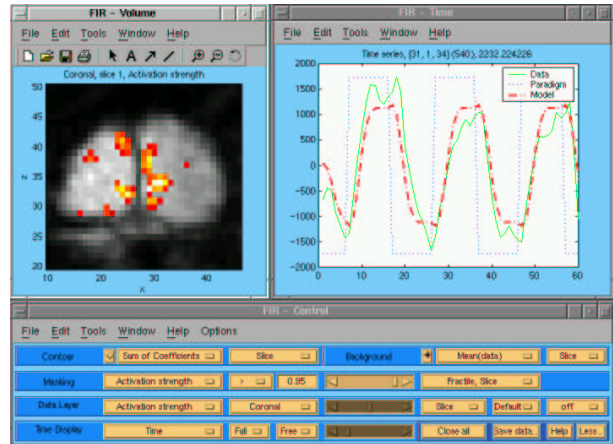 FIR - Volume
File Edit Tools Window Help
Coronal, slice 1, Activation strength
50
45
40
35
30
25
20
z
10 20 30 40
x
FIR - Time
File Edit Tools Window Help
Time series, (31, 1, 34) (540), 2232.224226
2000
1500
1000
500
0
-500
-1000
-1500
-2000
0 10 20 30 40 50 60
Data
Paradigm
Model
FIR - Control
File Edit Tools Window Help Options
Contour Sum of Coefficients Slice Background Mean(data) Slice
Masking Activation strength > 0.95 Fractile, Slice
Data Layer Activation strength Coronal Slice Default off
Time Display Time Full Free Close all Save data.. Help Less..